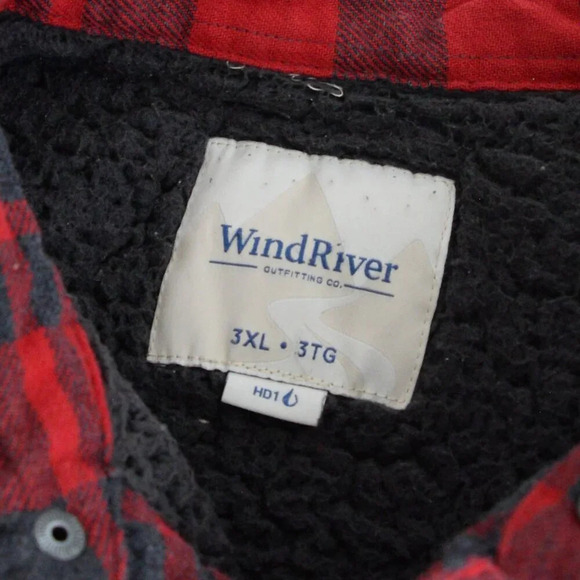 WindRiver
OUTFITTING CO.
3XL • 3TG
HD1